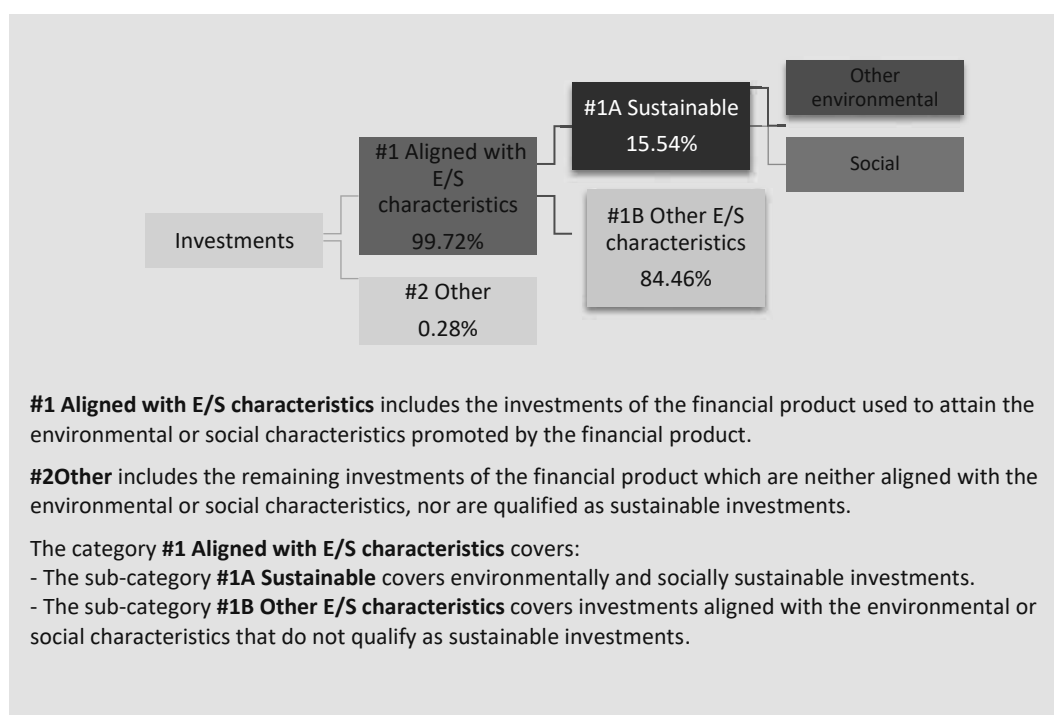 Other
environmental
#1A Sustainable
15.54%
Social
#1 Aligned with
E/S
characteristics
99.72%
#1B Other E/S
characteristics
84.46%
Investments
#2 Other
0.28%
#1 Aligned with E/S characteristics includes the investments of the financial product used to attain the
environmental or social characteristics promoted by the financial product.
#2Other includes the remaining investments of the financial product which are neither aligned with the
environmental or social characteristics, nor are qualified as sustainable investments.
The category #1 Aligned with E/S characteristics covers:
- The sub-category #1A Sustainable covers environmentally and socially sustainable investments.
- The sub-category #1B Other E/S characteristics covers investments aligned with the environmental or
social characteristics that do not qualify as sustainable investments.